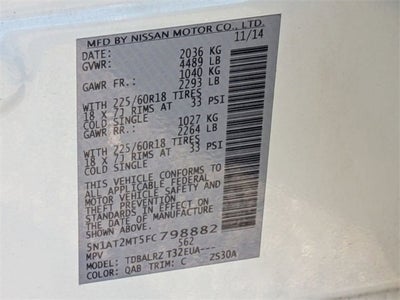 MFD BY NISSAN MOTOR CO., LTD.
DATE: 11/14
GVWR: 2036 KG
4489 LB
GAWR FR.: 1040 KG
2293 LB
WITH 225/60R18 TIRES
18 X 7J RIMS AT 33 PSI
COLD SINGLE
GAWR RR.: 1027 KG
2264 LB
WITH 225/60R18 TIRES
18 X 7J RIMS AT 33 PSI
COLD SINGLE
THIS VEHICLE CONFORMS TO
ALL APPLICABLE FEDERAL
MOTOR VEHICLE SAFETY AND
THEFT PREVENTION
STANDARDS IN EFFECT ON
THE DATE OF MANUFACTURE
5N1AT2MT5FC798882
MPV 562
MODEL: TDBALRZ T32EUA---
COLOR: QAB TRIM: C 2S30A